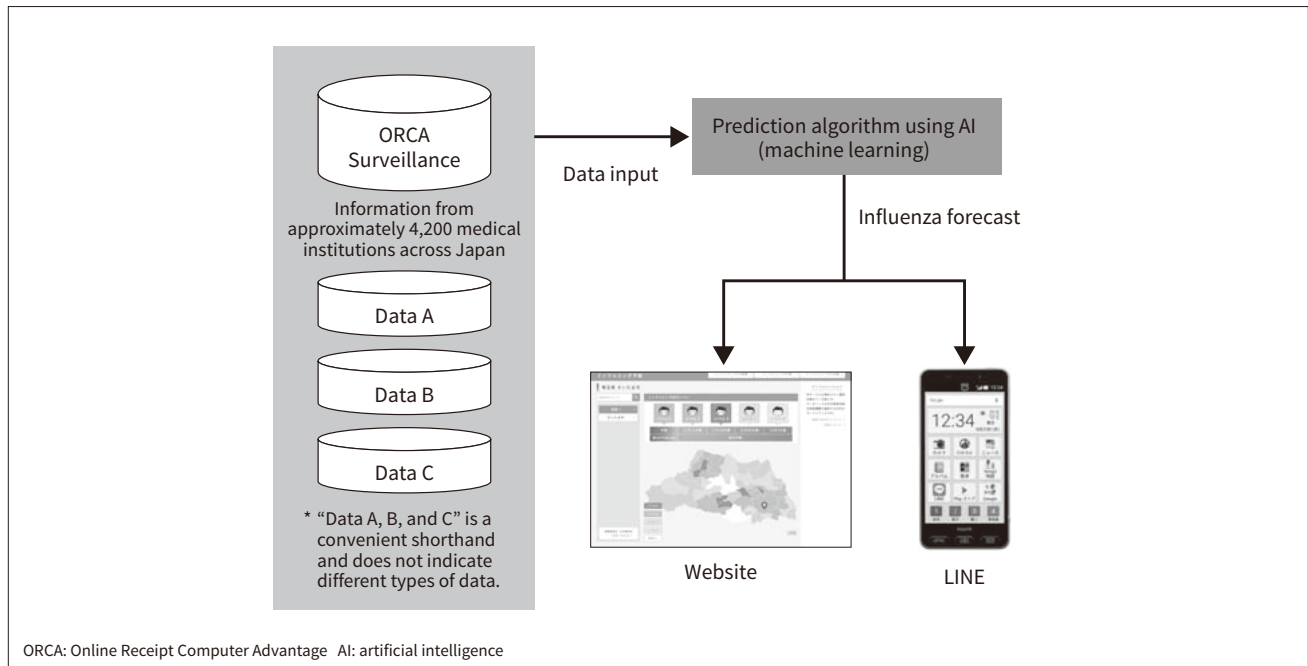 ORCA
Surveillance
Information from
approximately 4,200 medical
institutions across Japan
Data A
Data B
Data C
* “Data A, B, and C” is a
convenient shorthand
and does not indicate
different types of data.
Data input
Prediction algorithm using AI
(machine learning)
Influenza forecast
Website
12:34
LINE
ORCA: Online Receipt Computer Advantage AI: artificial intelligence